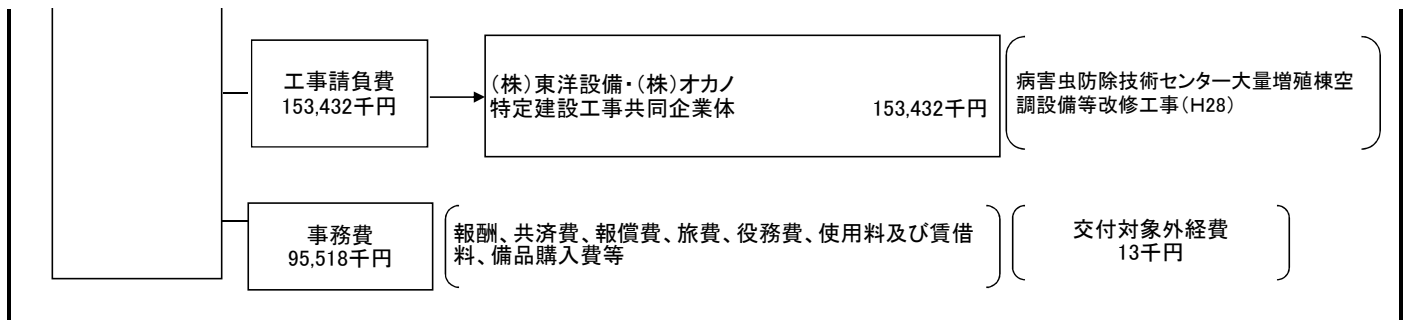 工事請負費
153,432千円
(株)東洋設備・(株)オカノ
特定建設工事共同企業体 153,432千円
病害虫防除技術センター大量増殖棟空
調設備等改修工事(H28)
事務費
95,518千円
報酬、共済費、報償費、旅費、役務費、使用料及び賃借
料、備品購入費等
交付対象外経費
13千円